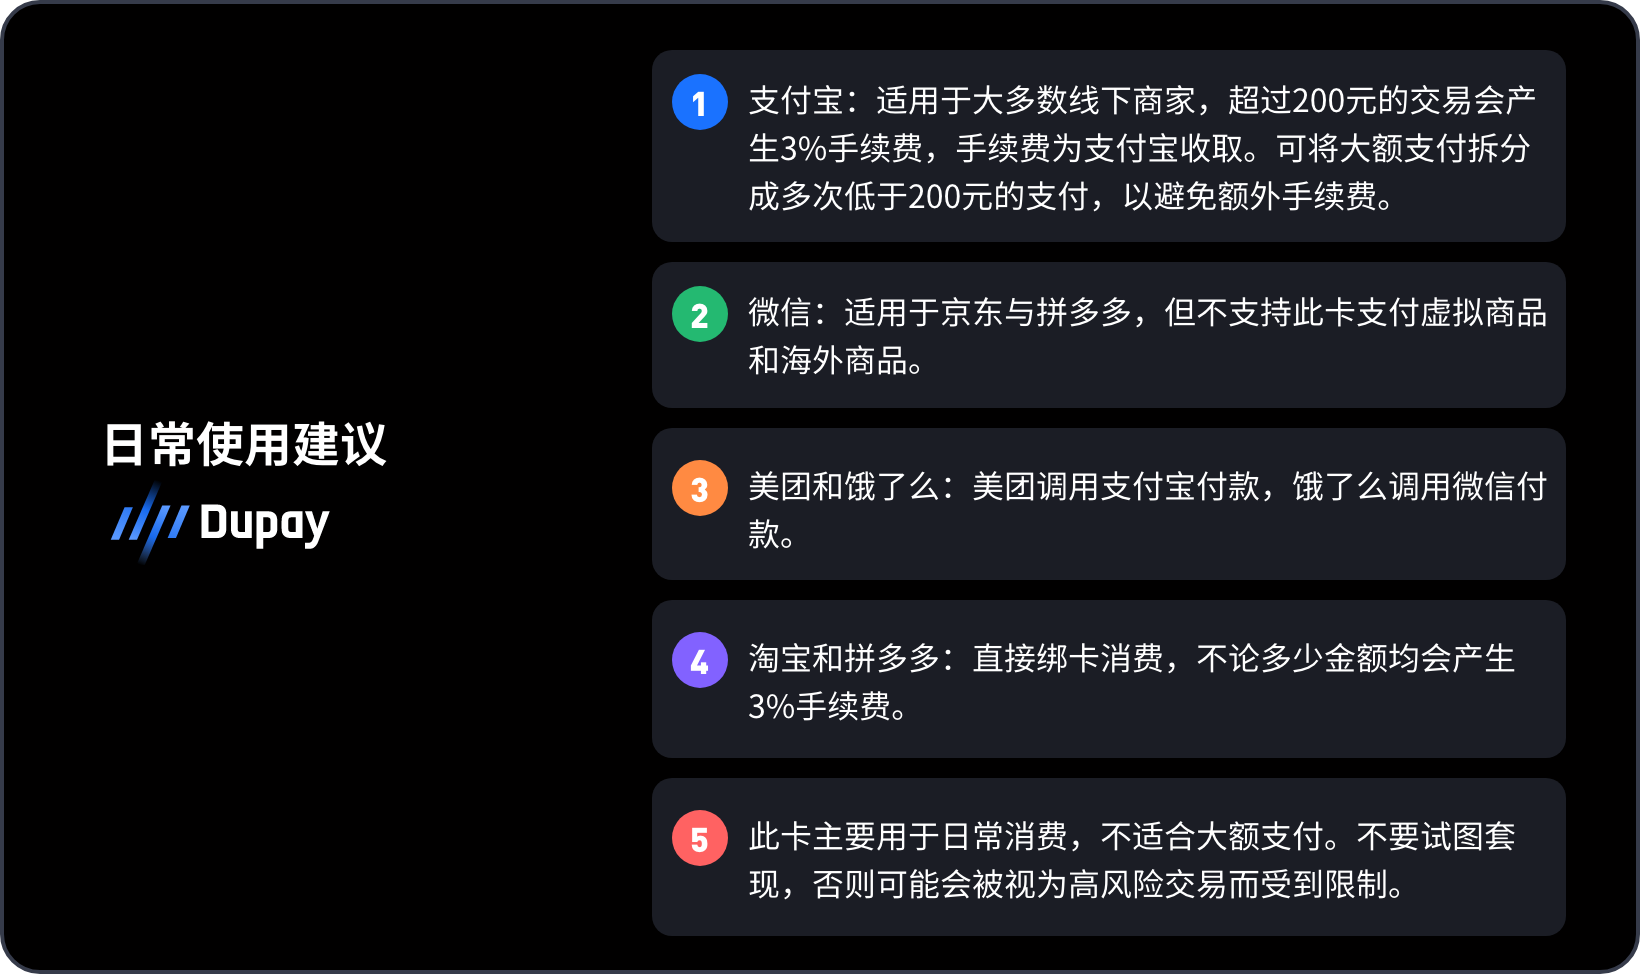 日常使用建议
Dupay
1
支付宝：适用于大多数线下商家，超过200元的交易会产
生3%手续费，手续费为支付宝收取。可将大额支付拆分
成多次低于200元的支付，以避免额外手续费。
2
微信：适用于京东与拼多多，但不支持此卡支付虚拟商品
和海外商品。
3
美团和饿了么：美团调用支付宝付款，饿了么调用微信付
款。
4
淘宝和拼多多：直接绑卡消费，不论多少金额均会产生
3%手续费。
5
此卡主要用于日常消费，不适合大额支付。不要试图套
现，否则可能会被视为高风险交易而受到限制。